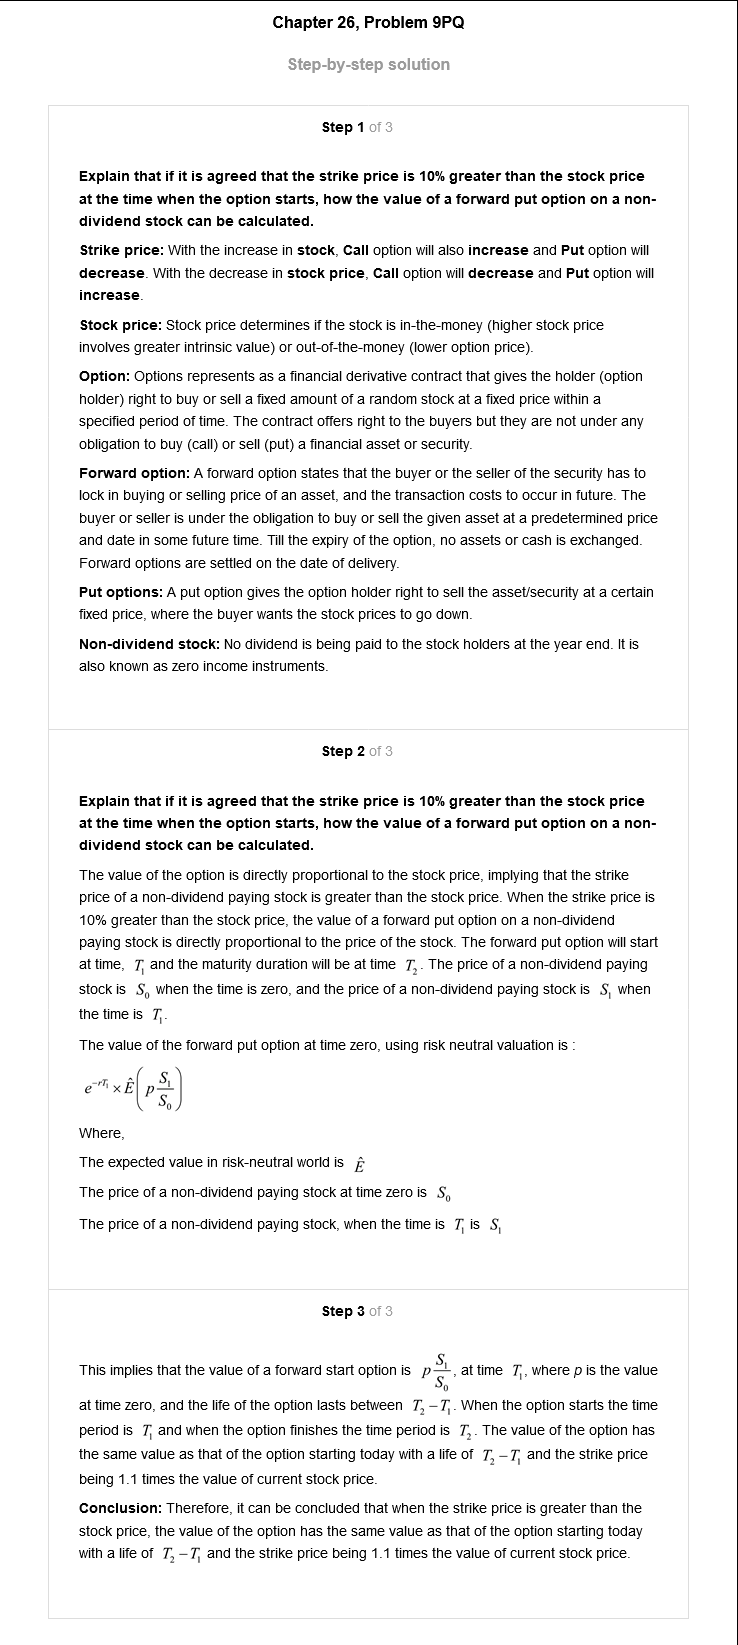 Chapter 26, Problem 9PQ
Step-by-step solution
Step 1 of 3
Explain that if it is agreed that the strike price is 10% greater than the stock price
at the time when the option starts, how the value of a forward put option on a non-
dividend stock can be calculated.
Strike price: With the increase in stock, Call option will also increase and Put option will
decrease. With the decrease in stock price, Call option will decrease and Put option will
increase.
Stock price: Stock price determines if the stock is in-the-money (higher stock price
involves greater intrinsic value) or out-of-the-money (lower option price).
Option: Options represents as a financial derivative contract that gives the holder (option
holder) right to buy or sell a fixed amount of a random stock at a fixed price within a
specified period of time. The contract offers right to the buyers but they are not under any
obligation to buy (call) or sell (put) a financial asset or security.
Forward option: A forward option states that the buyer or the seller of the security has to
lock in buying or selling price of an asset, and the transaction costs to occur in future. The
buyer or seller is under the obligation to buy or sell the given asset at a predetermined price
and date in some future time. Till the expiry of the option, no assets or cash is exchanged.
Forward options are settled on the date of delivery.
Put options: A put option gives the option holder right to sell the asset/security at a certain
fixed price, where the buyer wants the stock prices to go down.
Non-dividend stock: No dividend is being paid to the stock holders at the year end. It is
also known as zero income instruments.
Step 2 of 3
Explain that if it is agreed that the strike price is 10% greater than the stock price
at the time when the option starts, how the value of a forward put option on a non-
dividend stock can be calculated.
The value of the option is directly proportional to the stock price, implying that the strike
price of a non-dividend paying stock is greater than the stock price. When the strike price is
10% greater than the stock price, the value of a forward put option on a non-dividend
paying stock is directly proportional to the price of the stock. The forward put option will start
at time, T₁ and the maturity duration will be at time T₂. The price of a non-dividend paying
stock is S₀ when the time is zero, and the price of a non-dividend paying stock is S₁ when
the time is T₁.
The value of the forward put option at time zero, using risk neutral valuation is :
e^(-rT₁) × Ê(p S₁/S₀)
Where,
The expected value in risk-neutral world is Ê
The price of a non-dividend paying stock at time zero is S₀
The price of a non-dividend paying stock, when the time is T₁ is S₁
Step 3 of 3
This implies that the value of a forward start option is p S₁/S₀, at time T₁, where p is the value
at time zero, and the life of the option lasts between T₂ − T₁. When the option starts the time
period is T₁ and when the option finishes the time period is T₂. The value of the option has
the same value as that of the option starting today with a life of T₂ − T₁ and the strike price
being 1.1 times the value of current stock price.
Conclusion: Therefore, it can be concluded that when the strike price is greater than the
stock price, the value of the option has the same value as that of the option starting today
with a life of T₂ − T₁ and the strike price being 1.1 times the value of current stock price.